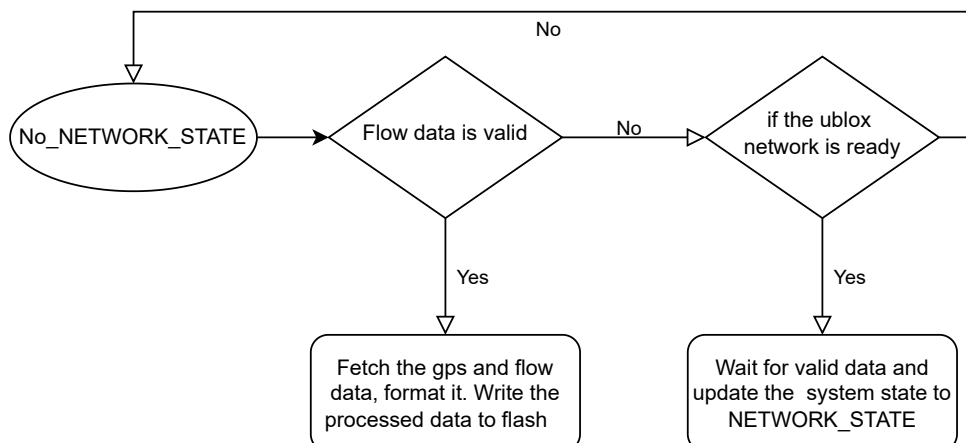 No
No_NETWORK_STATE
Flow data is valid
No
if the ublox
network is ready
Yes
Yes
Fetch the gps and flow
data, format it. Write the
processed data to flash
Wait for valid data and
update the  system state to
NETWORK_STATE